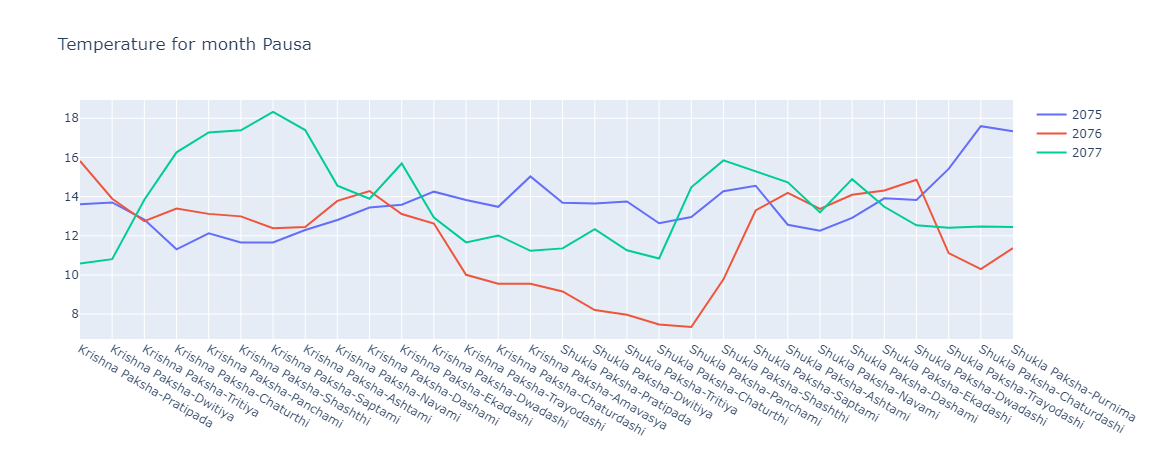 Temperature for month Pausa
18
16
14
12
10
8
2075
2076
2077
Krishna Paksha-Pratipada
Krishna Paksha-Dwitiya
Krishna Paksha-Tritiya
Krishna Paksha-Chaturthi
Krishna Paksha-Panchami
Krishna Paksha-Shashthi
Krishna Paksha-Saptami
Krishna Paksha-Ashtami
Krishna Paksha-Navami
Krishna Paksha-Dashami
Krishna Paksha-Ekadashi
Krishna Paksha-Dwadashi
Krishna Paksha-Trayodashi
Krishna Paksha-Chaturdashi
Krishna Paksha-Amavasya
Shukla Paksha-Pratipada
Shukla Paksha-Dwitiya
Shukla Paksha-Tritiya
Shukla Paksha-Chaturthi
Shukla Paksha-Panchami
Shukla Paksha-Shashthi
Shukla Paksha-Saptami
Shukla Paksha-Ashtami
Shukla Paksha-Navami
Shukla Paksha-Dashami
Shukla Paksha-Ekadashi
Shukla Paksha-Dwadashi
Shukla Paksha-Trayodashi
Shukla Paksha-Chaturdashi
Shukla Paksha-Purnima